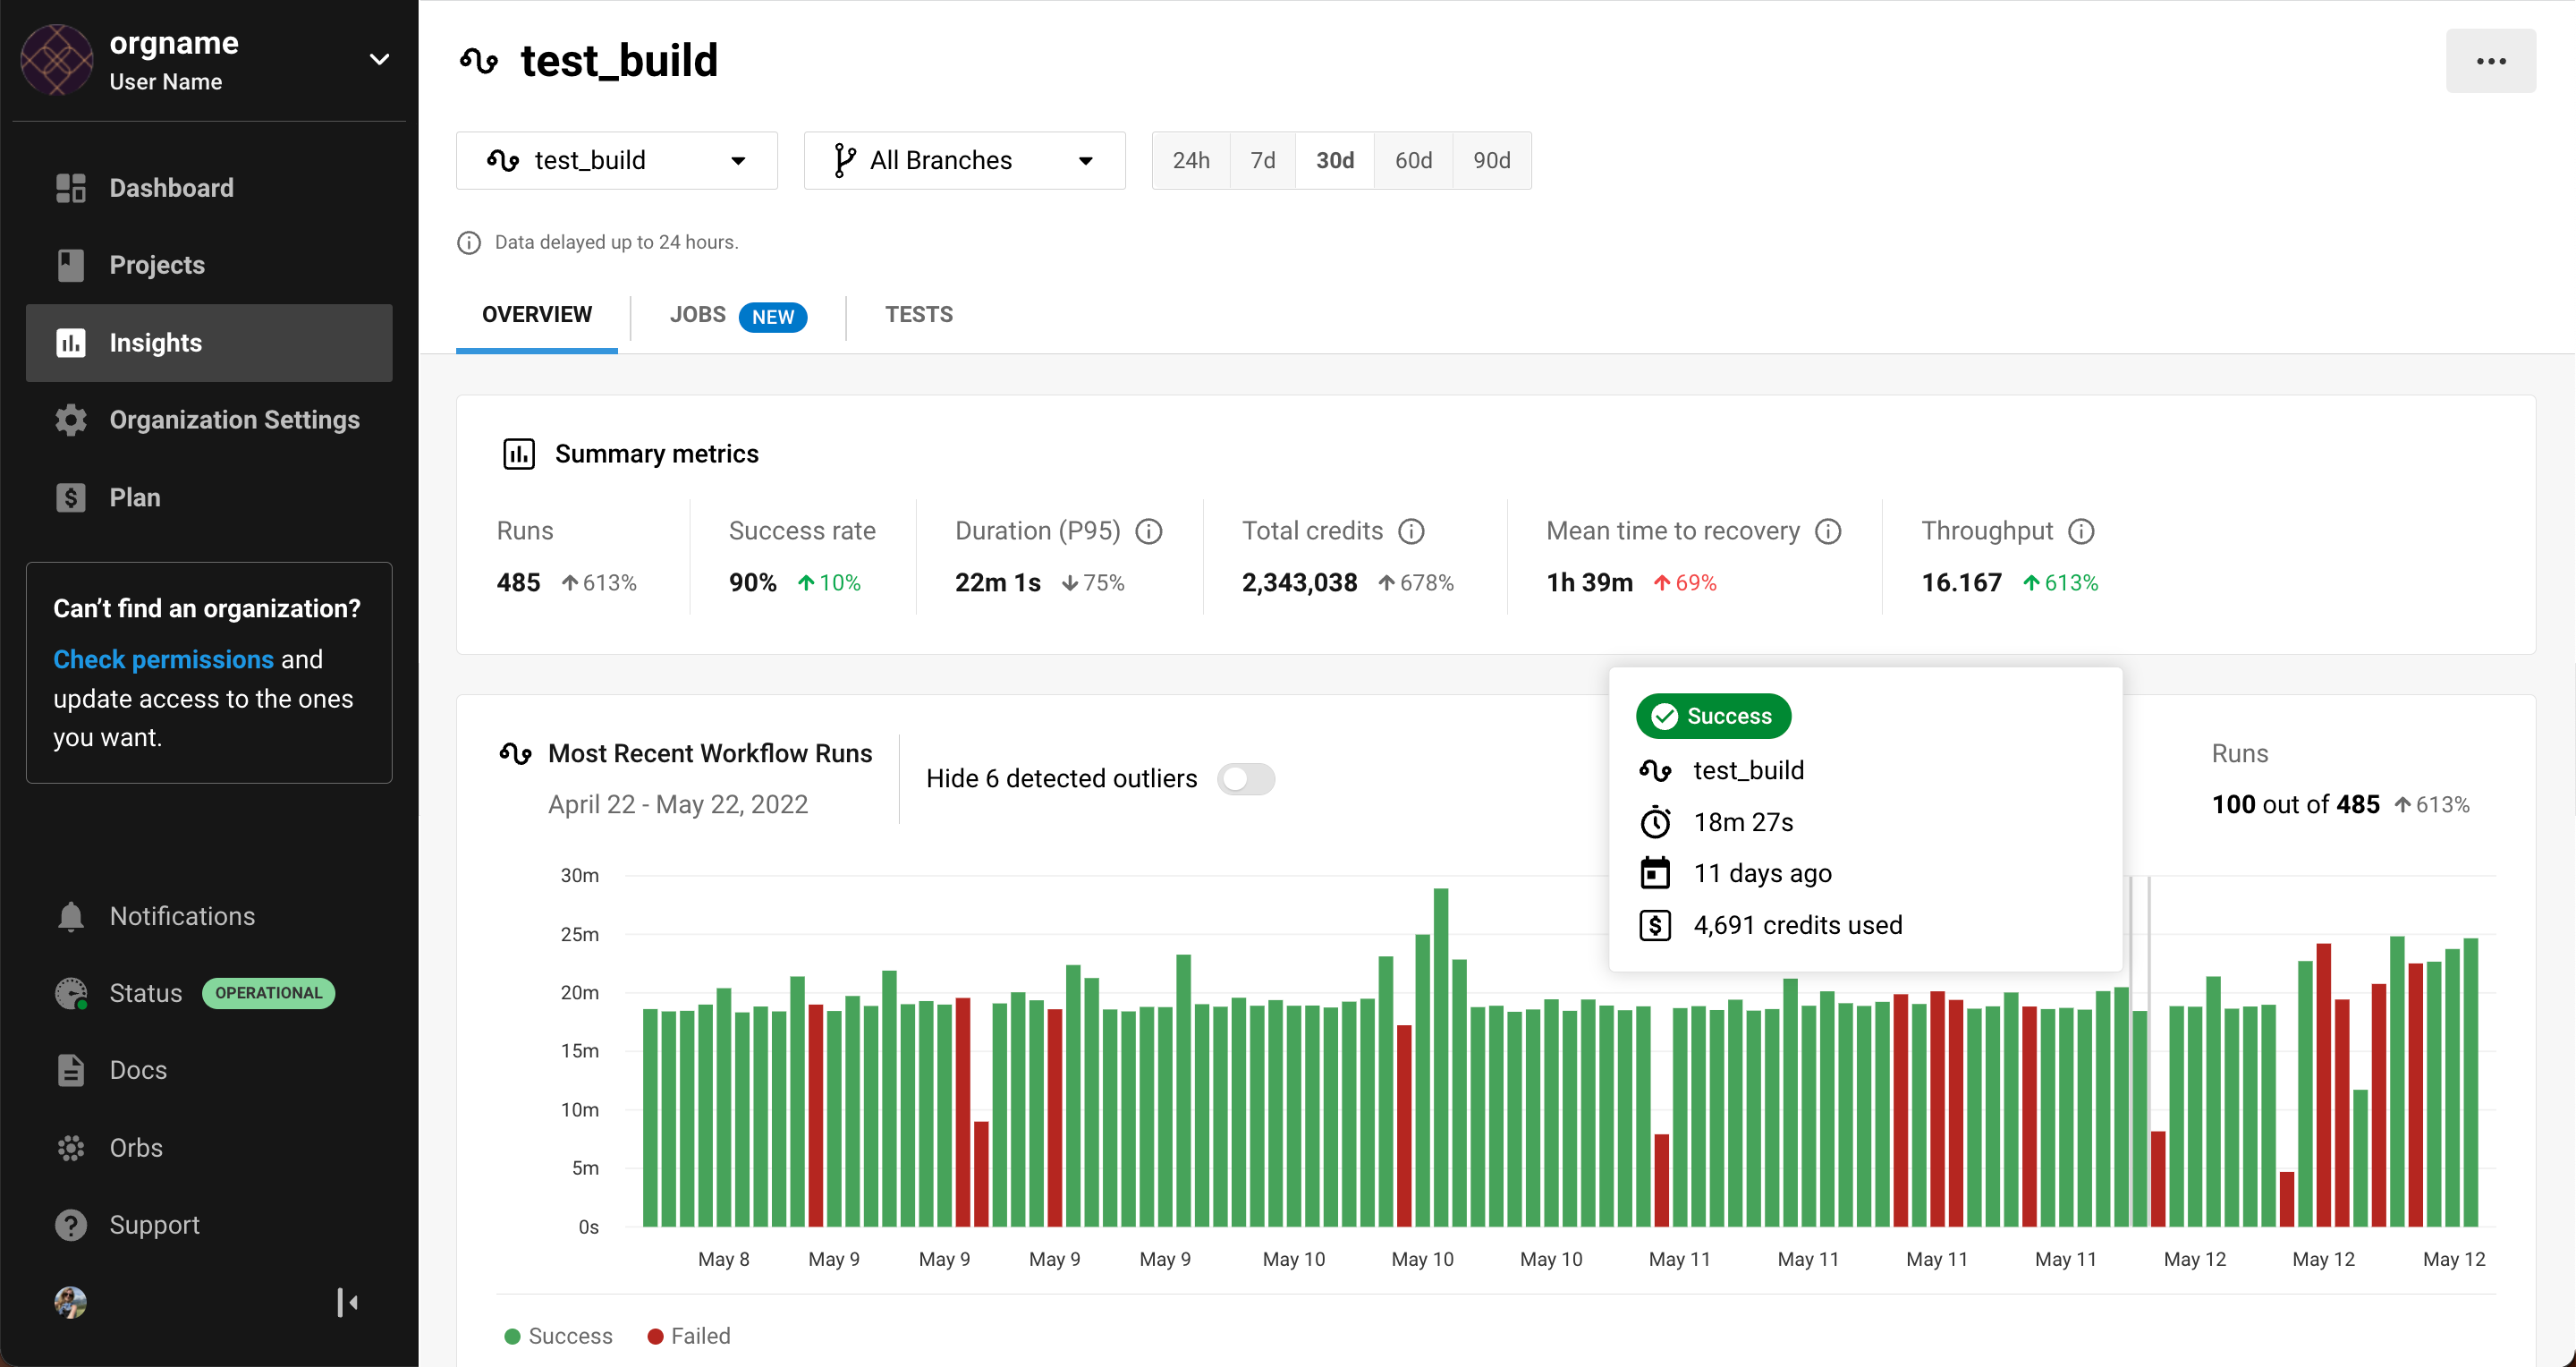 orgname
User Name
Dashboard
Projects
Insights
Organization Settings
Plan
Can’t find an organization?
Check permissions and
update access to the ones
you want.
Notifications
Status OPERATIONAL
Docs
Orbs
Support
test_build
test_build All Branches 24h 7d 30d 60d 90d
Data delayed up to 24 hours.
OVERVIEW JOBS NEW TESTS
Summary metrics
Runs Success rate Duration (P95) Total credits Mean time to recovery Throughput
485 613% 90% 10% 22m 1s 75% 2,343,038 678% 1h 39m 69% 16.167 613%
Most Recent Workflow Runs
April 22 - May 22, 2022
Hide 6 detected outliers
Success
test_build
18m 27s
11 days ago
4,691 credits used
Runs
100 out of 485 613%
30m
25m
20m
15m
10m
5m
0s
May 8 May 9 May 9 May 9 May 9 May 10 May 10 May 10 May 11 May 11 May 11 May 11 May 12 May 12 May 12
Success Failed